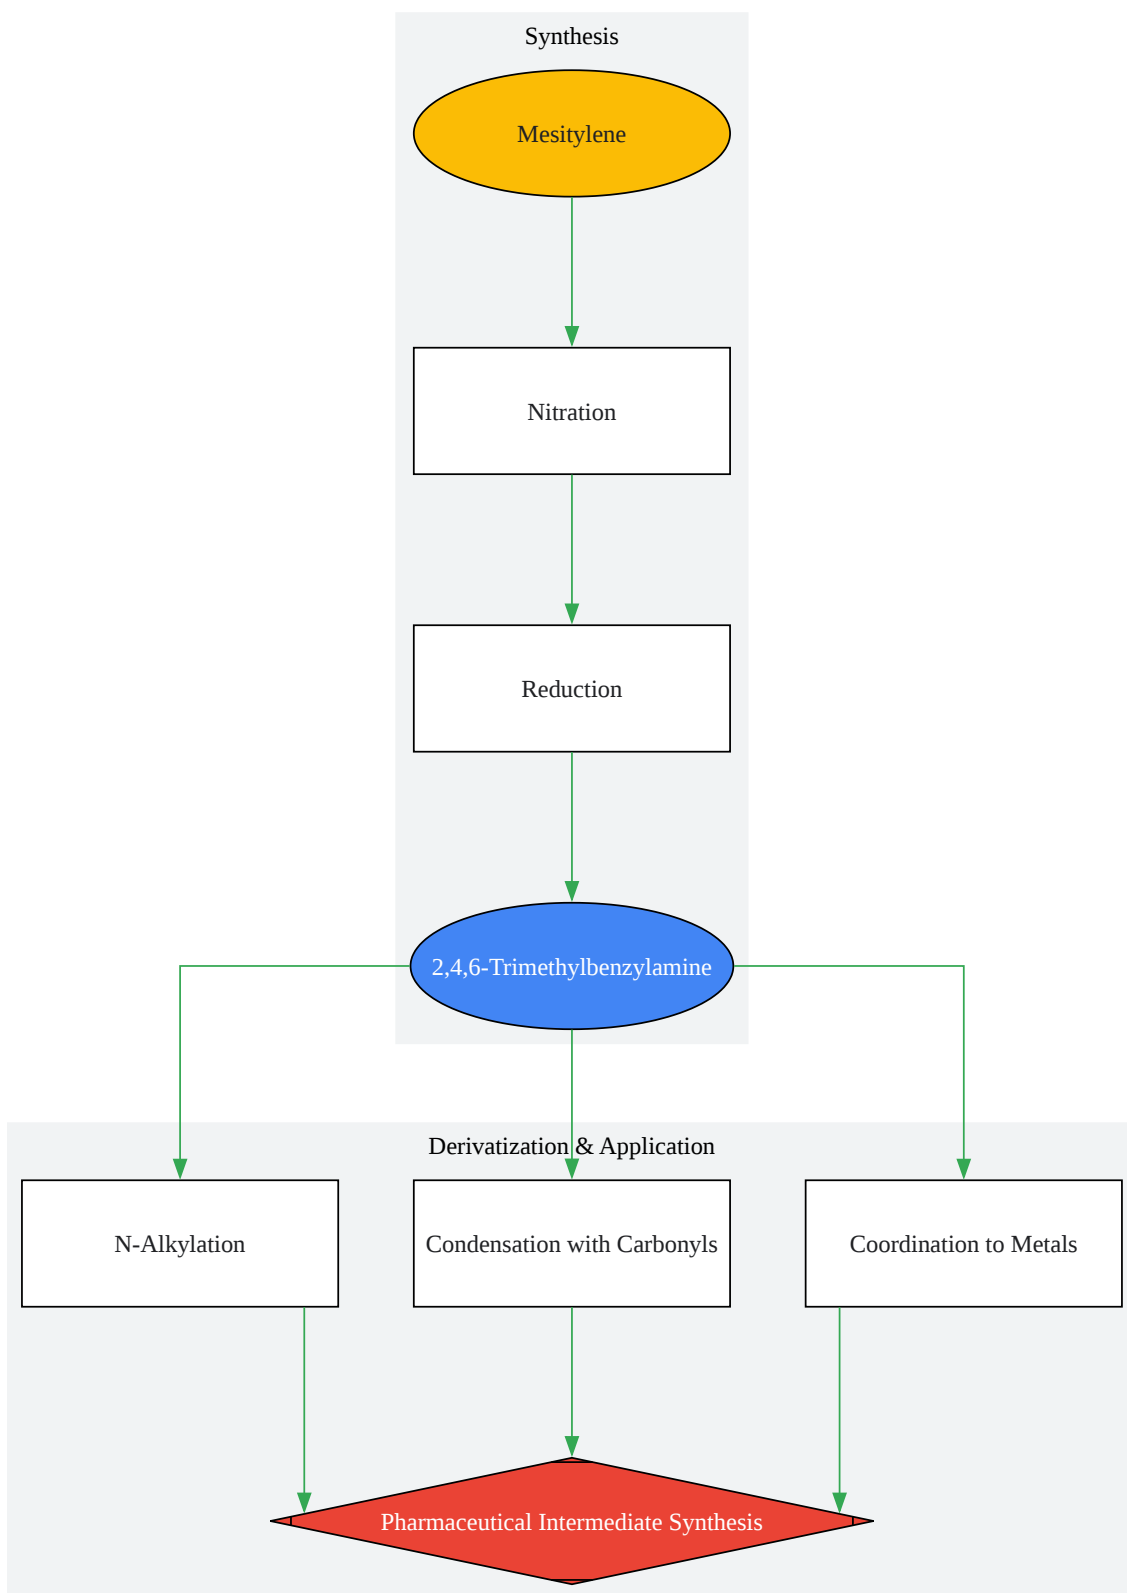 Synthesis
Mesitylene
Nitration
Reduction
2,4,6-Trimethylbenzylamine
Derivatization & Application
N-Alkylation
Condensation with Carbonyls
Coordination to Metals
Pharmaceutical Intermediate Synthesis